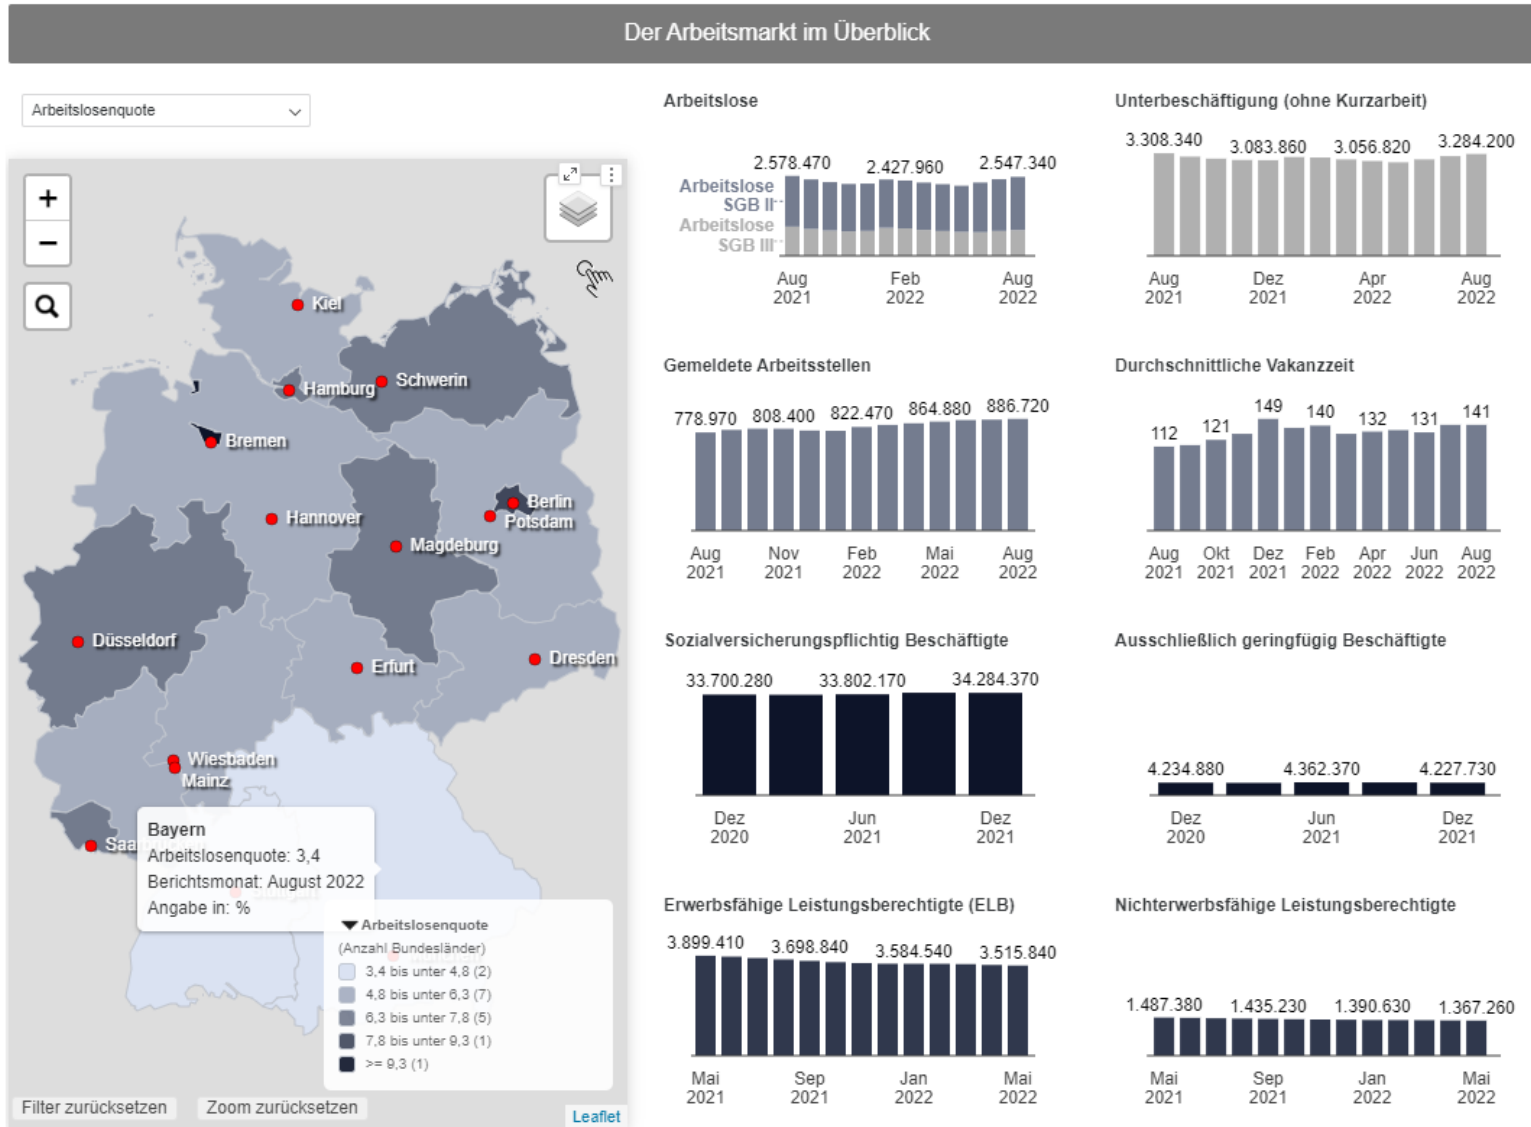 Der Arbeitsmarkt im Überblick
Arbeitslosenquote
+
−
Kiel
Hamburg
Schwerin
Bremen
Berlin
Potsdam
Hannover
Magdeburg
Düsseldorf
Erfurt
Dresden
Wiesbaden
Mainz
Bayern
Arbeitslosenquote: 3,4
Berichtsmonat: August 2022
Angabe in: %
Arbeitslosenquote
(Anzahl Bundesländer)
3,4 bis unter 4,8 (2)
4,8 bis unter 6,3 (7)
6,3 bis unter 7,8 (5)
7,8 bis unter 9,3 (1)
>= 9,3 (1)
Filter zurücksetzen
Zoom zurücksetzen
Leaflet
Arbeitslose
2.578.470 2.427.960 2.547.340
Arbeitslose
SGB II
Arbeitslose
SGB III
Aug Feb Aug
2021 2022 2022
Unterbeschäftigung (ohne Kurzarbeit)
3.308.340 3.083.860 3.056.820 3.284.200
Aug Dez Apr Aug
2021 2021 2022 2022
Gemeldete Arbeitsstellen
778.970 808.400 822.470 864.880 886.720
Aug Nov Feb Mai Aug
2021 2021 2022 2022 2022
Durchschnittliche Vakanzzeit
112 121 149 140 132 131 141
Aug Okt Dez Feb Apr Jun Aug
2021 2021 2021 2022 2022 2022 2022
Sozialversicherungspflichtig Beschäftigte
33.700.280 33.802.170 34.284.370
Dez Jun Dez
2020 2021 2021
Ausschließlich geringfügig Beschäftigte
4.234.880 4.362.370 4.227.730
Dez Jun Dez
2020 2021 2021
Erwerbsfähige Leistungsberechtigte (ELB)
3.899.410 3.698.840 3.584.540 3.515.840
Mai Sep Jan Mai
2021 2021 2022 2022
Nichterwerbsfähige Leistungsberechtigte
1.487.380 1.435.230 1.390.630 1.367.260
Mai Sep Jan Mai
2021 2021 2022 2022